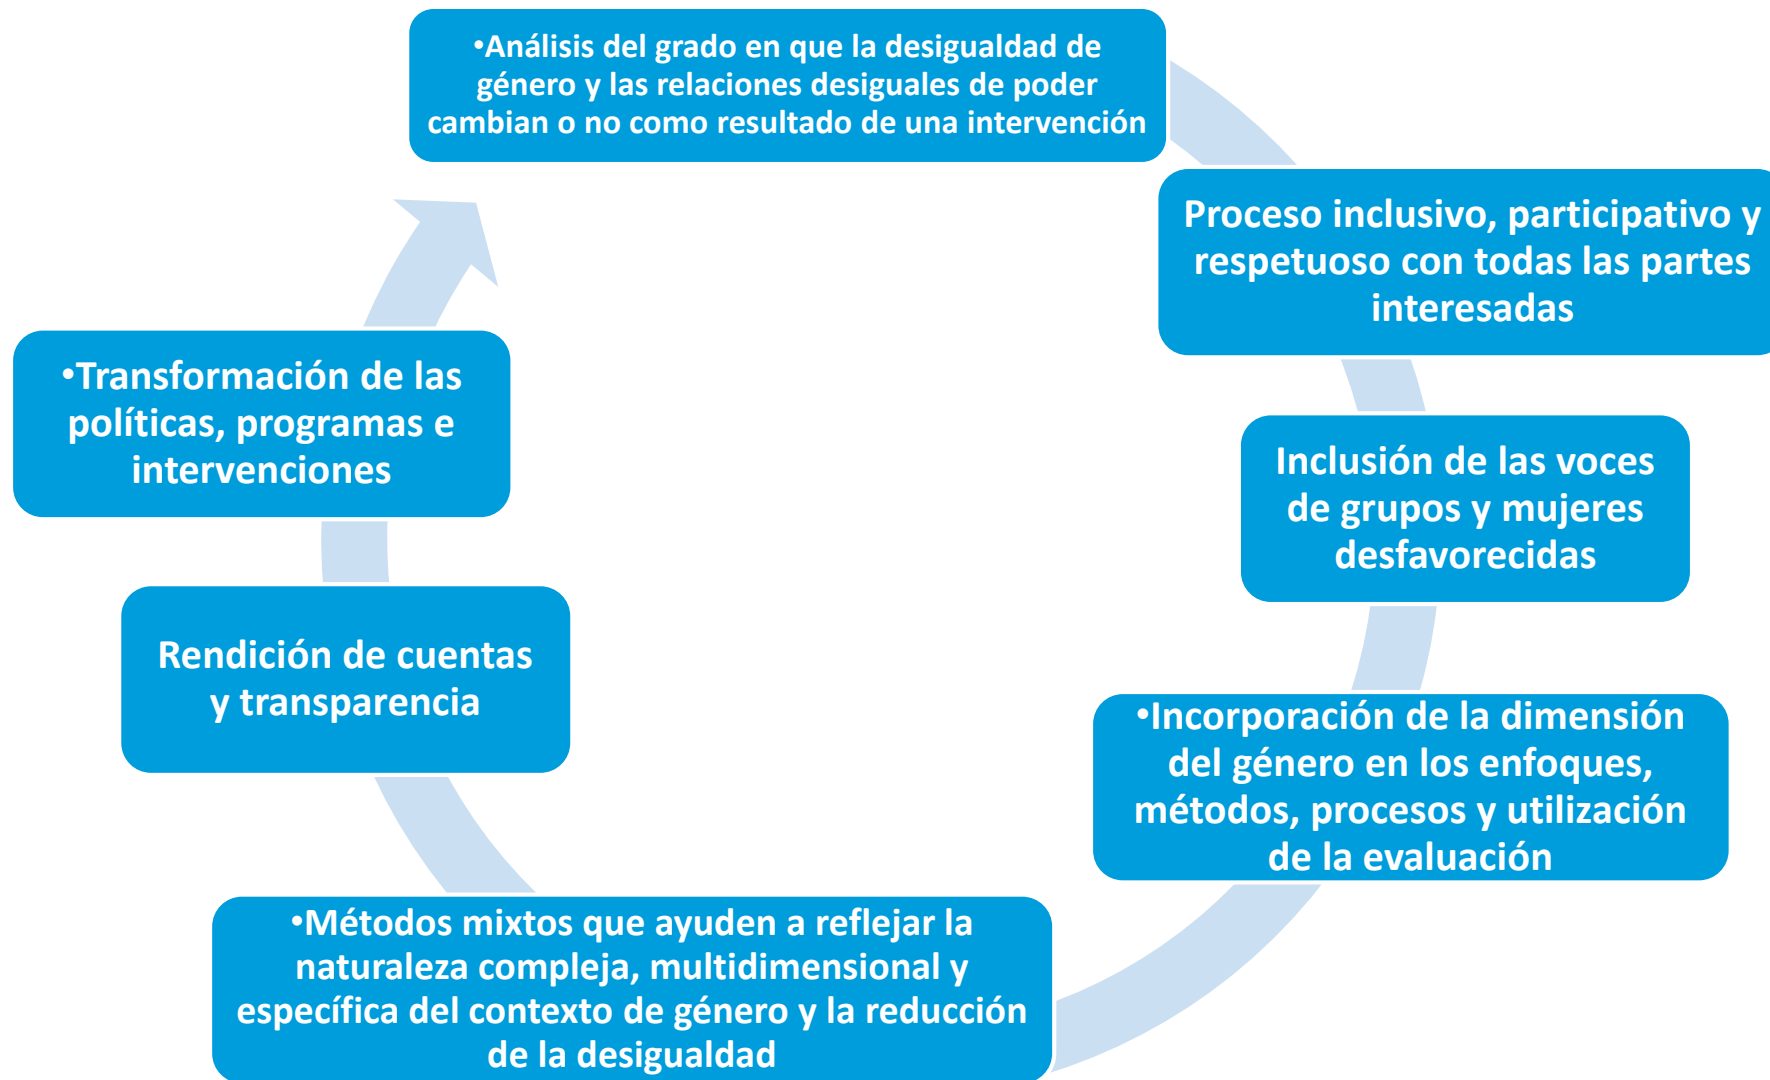 •Análisis del grado en que la desigualdad de
género y las relaciones desiguales de poder
cambian o no como resultado de una intervención
Proceso inclusivo, participativo y
respetuoso con todas las partes
interesadas
Inclusión de las voces
de grupos y mujeres
desfavorecidas
•Incorporación de la dimensión
del género en los enfoques,
métodos, procesos y utilización
de la evaluación
•Métodos mixtos que ayuden a reflejar la
naturaleza compleja, multidimensional y
específica del contexto de género y la reducción
de la desigualdad
Rendición de cuentas
y transparencia
•Transformación de las
políticas, programas e
intervenciones